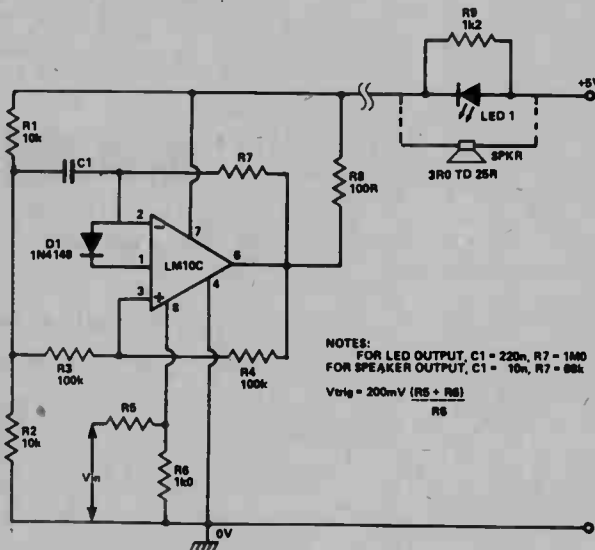 R9
1k2
+5V
LED 1
SPKR
3R0 TO 25R
R1
10k
C1
R7
R8
100R
2
7
D1
1N4148
1
LM10C
6
4
3
8
R3
100k
R4
100k
NOTES:
FOR LED OUTPUT, C1 = 220n, R7 = 1M0
FOR SPEAKER OUTPUT, C1 = 10n, R7 = 68k
Vtrig = 200mV (R5 + R6)
R6
R2
10k
R5
Vin
R6
1k0
0V